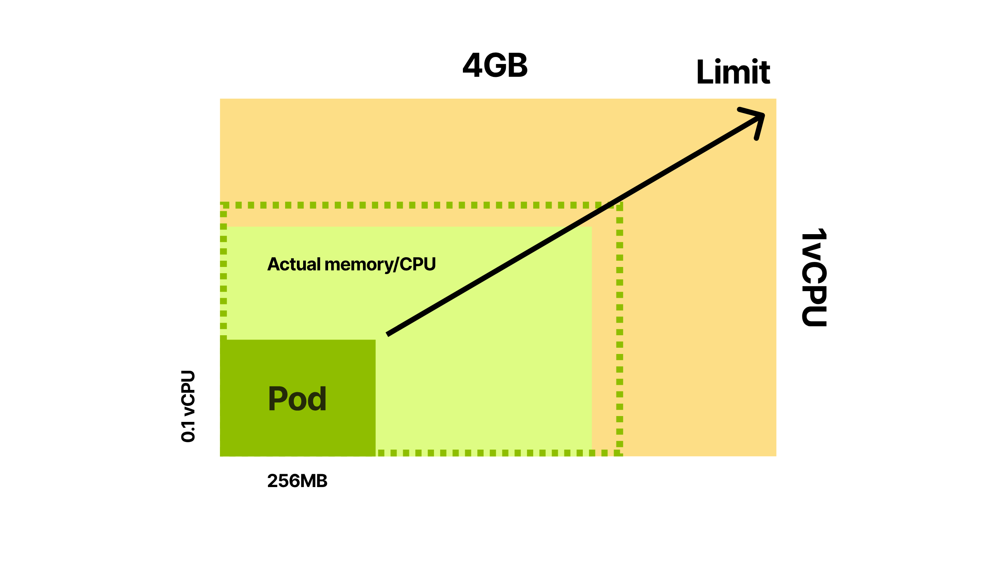 4GB
Limit
1vCPU
Actual memory/CPU
0.1 vCPU
Pod
256MB